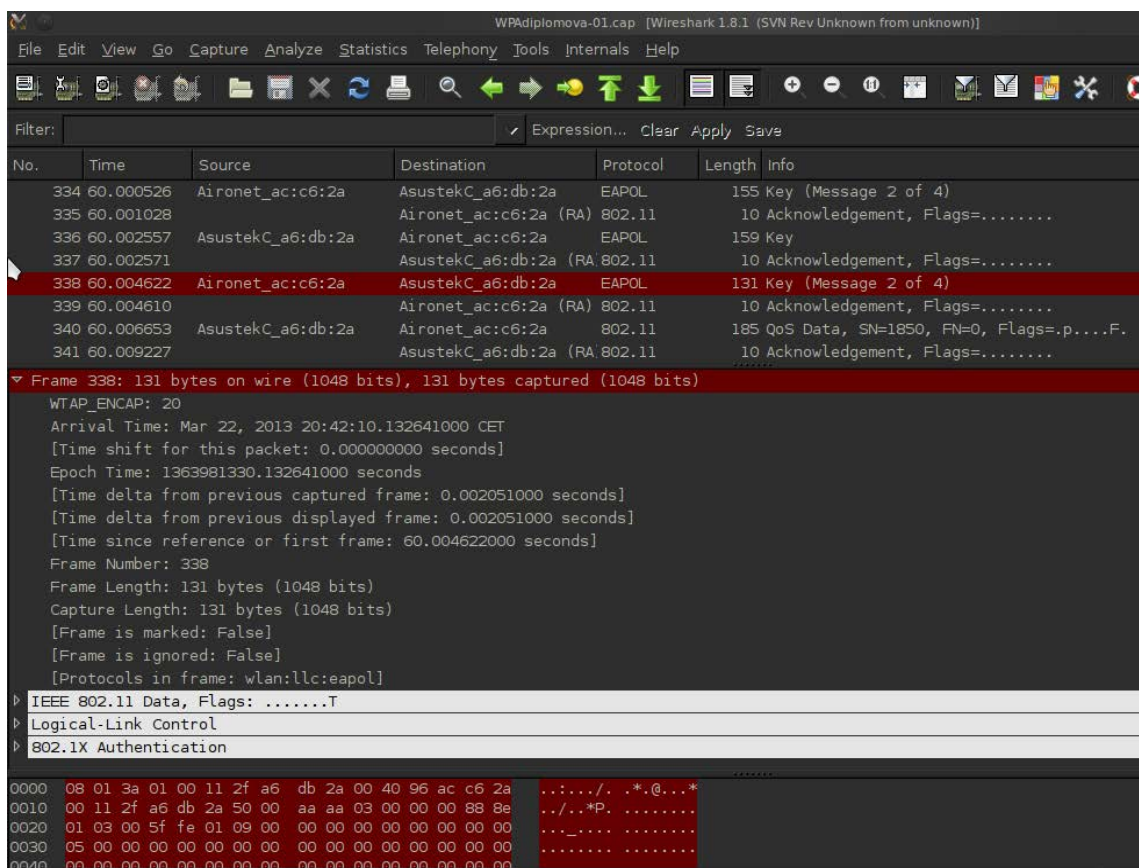 WPAdiplomova-01.cap [Wireshark 1.8.1 (SVN Rev Unknown from unknown)]
File Edit View Go Capture Analyze Statistics Telephony Tools Internals Help
Filter: Expression... Clear Apply Save
No. Time Source Destination Protocol Length Info
334 60.000526 Aironet_ac:c6:2a AsustekC_a6:db:2a EAPOL 155 Key (Message 2 of 4)
335 60.001028 Aironet_ac:c6:2a (RA) 802.11 10 Acknowledgement, Flags=........
336 60.002557 AsustekC_a6:db:2a Aironet_ac:c6:2a EAPOL 159 Key
337 60.002571 AsustekC_a6:db:2a (RA 802.11 10 Acknowledgement, Flags=........
338 60.004622 Aironet_ac:c6:2a AsustekC_a6:db:2a EAPOL 131 Key (Message 2 of 4)
339 60.004610 Aironet_ac:c6:2a (RA) 802.11 10 Acknowledgement, Flags=........
340 60.006653 AsustekC_a6:db:2a Aironet_ac:c6:2a 802.11 185 QoS Data, SN=1850, FN=0, Flags=.p....F.
341 60.009227 AsustekC_a6:db:2a (RA 802.11 10 Acknowledgement, Flags=........
Frame 338: 131 bytes on wire (1048 bits), 131 bytes captured (1048 bits)
WTAP_ENCAP: 20
Arrival Time: Mar 22, 2013 20:42:10.132641000 CET
[Time shift for this packet: 0.000000000 seconds]
Epoch Time: 1363981330.132641000 seconds
[Time delta from previous captured frame: 0.002051000 seconds]
[Time delta from previous displayed frame: 0.002051000 seconds]
[Time since reference or first frame: 60.004622000 seconds]
Frame Number: 338
Frame Length: 131 bytes (1048 bits)
Capture Length: 131 bytes (1048 bits)
[Frame is marked: False]
[Frame is ignored: False]
[Protocols in frame: wlan:llc:eapol]
IEEE 802.11 Data, Flags: .......T
Logical-Link Control
802.1X Authentication
0000 08 01 3a 01 00 11 2f a6 db 2a 00 40 96 ac c6 2a ..:.../. .*.@...*
0010 00 11 2f a6 db 2a 50 00 aa aa 03 00 00 00 88 8e ../..*P. ........
0020 01 03 00 5f fe 01 09 00 00 00 00 00 00 00 00 00 ..._.... ........
0030 05 00 00 00 00 00 00 00 00 00 00 00 00 00 00 00 ........ ........
0040 00 00 00 00 00 00 00 00 00 00 00 00 00 00 00 00